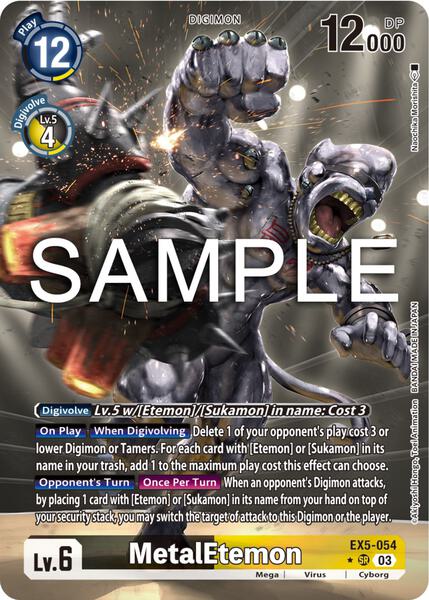 DIGIMON
Play
12
12000
DP
Digivolve
Lv.5
4
Naochika Morishita
SAMPLE
Digivolve Lv.5 w/[Etemon]/[Sukamon] in name: Cost 3
On Play When Digivolving Delete 1 of your opponent's play cost 3 or
lower Digimon or Tamers. For each card with [Etemon] or [Sukamon] in its
name in your trash, add 1 to the maximum play cost this effect can choose.
Opponent's Turn Once Per Turn When an opponent's Digimon attacks,
by placing 1 card with [Etemon] or [Sukamon] in its name from your hand on top of
your security stack, you may switch the target of attack to this Digimon or the player.
©Akiyoshi Hongo, Toei Animation BANDAI MADE IN JAPAN
Lv.6
MetalEtemon
EX5-054
SR 03
Mega Virus Cyborg